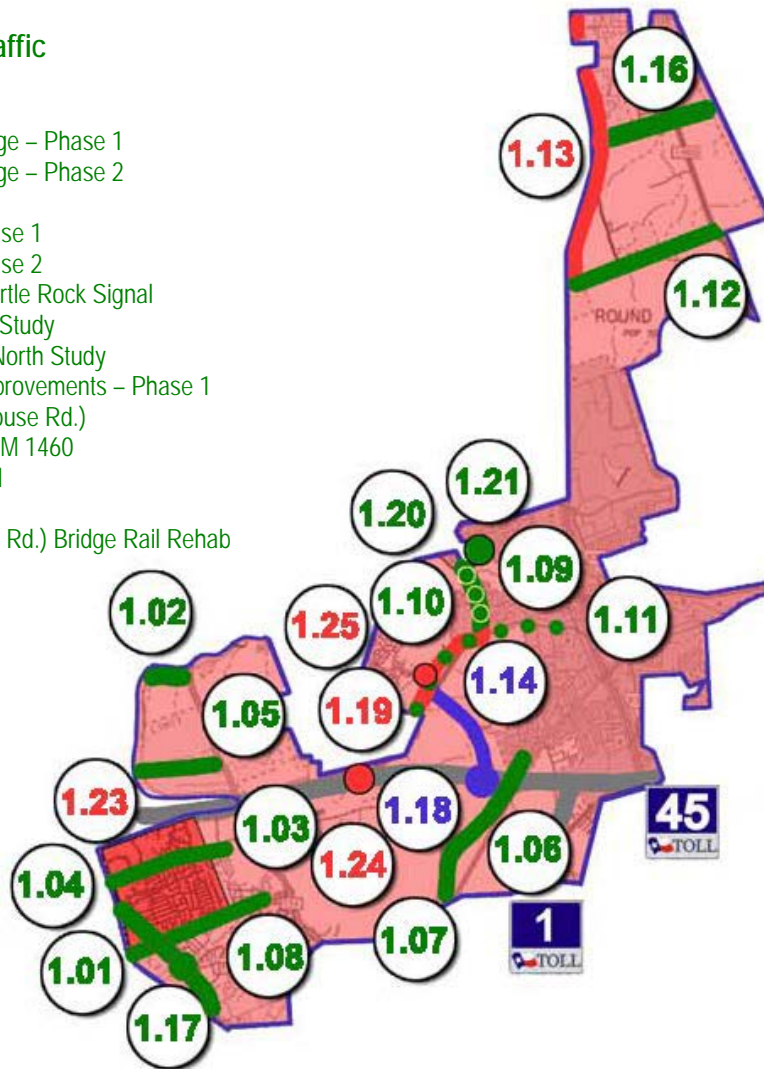 affic
ge – Phase 1
ge – Phase 2
se 1
se 2
rtle Rock Signal
Study
North Study
provements – Phase 1
ouse Rd.)
M 1460
Rd.) Bridge Rail Rehab
1.16
1.13
1.12
ROUND
1.21
1.20
1.09
1.10
1.11
1.02
1.25
1.14
1.05
1.19
1.23
1.03
1.18
45
TOLL
1.24
1.06
1.04
1
TOLL
1.07
1.08
1.01
1.17